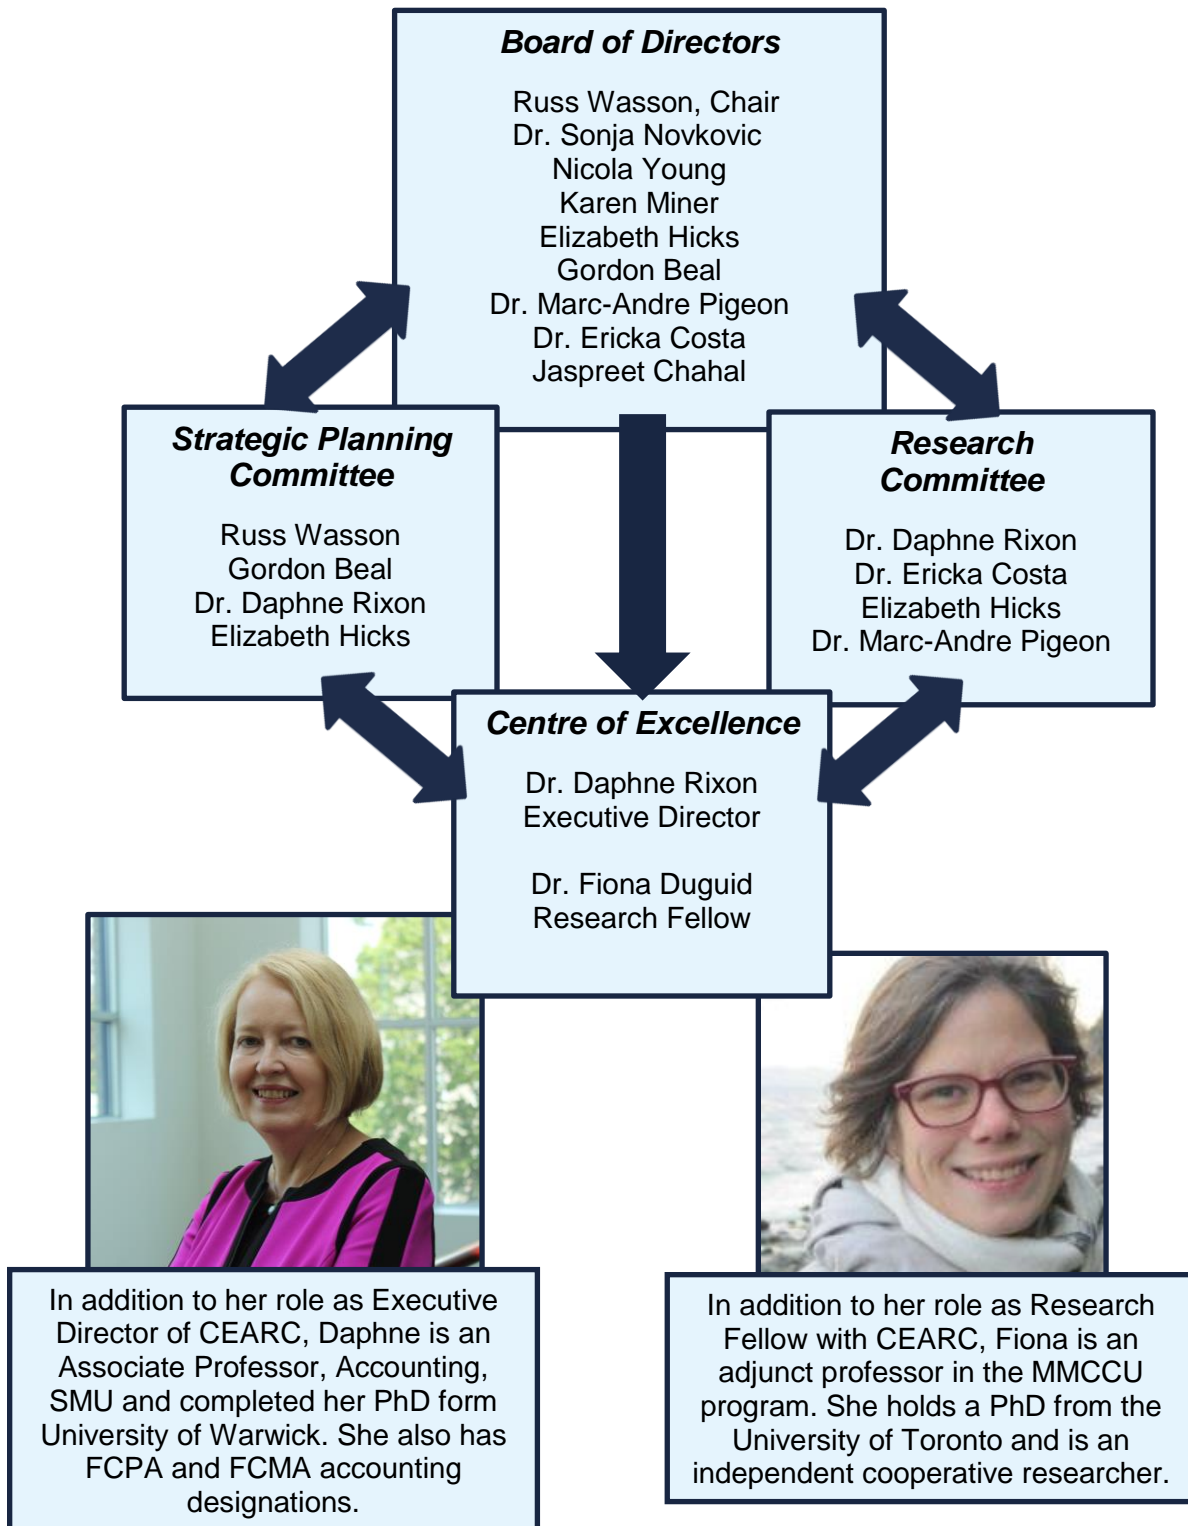 Board of Directors
Russ Wasson, Chair
Dr. Sonja Novkovic
Nicola Young
Karen Miner
Elizabeth Hicks
Gordon Beal
Dr. Marc-Andre Pigeon
Dr. Ericka Costa
Jaspreet Chahal
Strategic Planning
Committee
Russ Wasson
Gordon Beal
Dr. Daphne Rixon
Elizabeth Hicks
Research
Committee
Dr. Daphne Rixon
Dr. Ericka Costa
Elizabeth Hicks
Dr. Marc-Andre Pigeon
Centre of Excellence
Dr. Daphne Rixon
Executive Director
Dr. Fiona Duguid
Research Fellow
In addition to her role as Executive
Director of CEARC, Daphne is an
Associate Professor, Accounting,
SMU and completed her PhD form
University of Warwick. She also has
FCPA and FCMA accounting
designations.
In addition to her role as Research
Fellow with CEARC, Fiona is an
adjunct professor in the MMCCU
program. She holds a PhD from the
University of Toronto and is an
independent cooperative researcher.